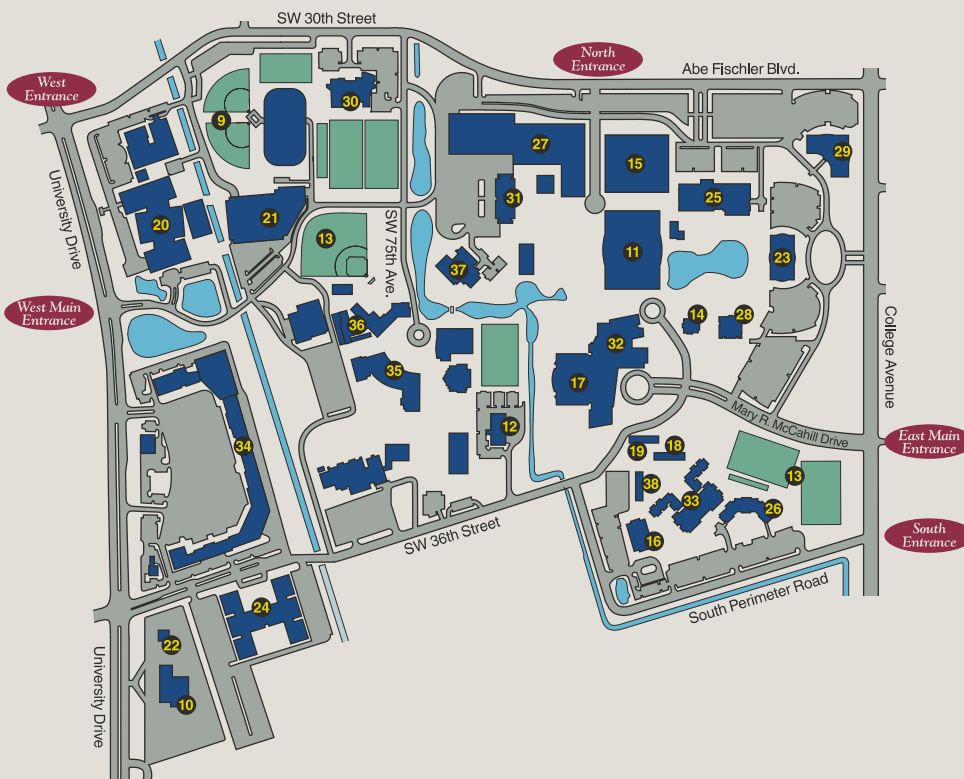 SW 30th Street
North
Entrance
Abe Fischler Blvd.
West
Entrance
30
9
27
15
29
University Drive
31
25
20
21
13
SW 75th Ave.
11
23
37
West Main
Entrance
14
28
36
32
College Avenue
35
17
Mary R. McCahill Drive
12
34
East Main
Entrance
19
18
13
38
33
26
South
Entrance
SW 36th Street
16
South Perimeter Road
24
22
University Drive
10